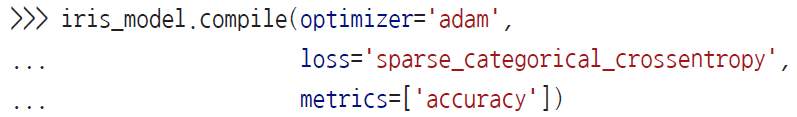 >>> iris_model.compile(optimizer='adam',
...                    loss='sparse_categorical_crossentropy',
...                    metrics=['accuracy'])